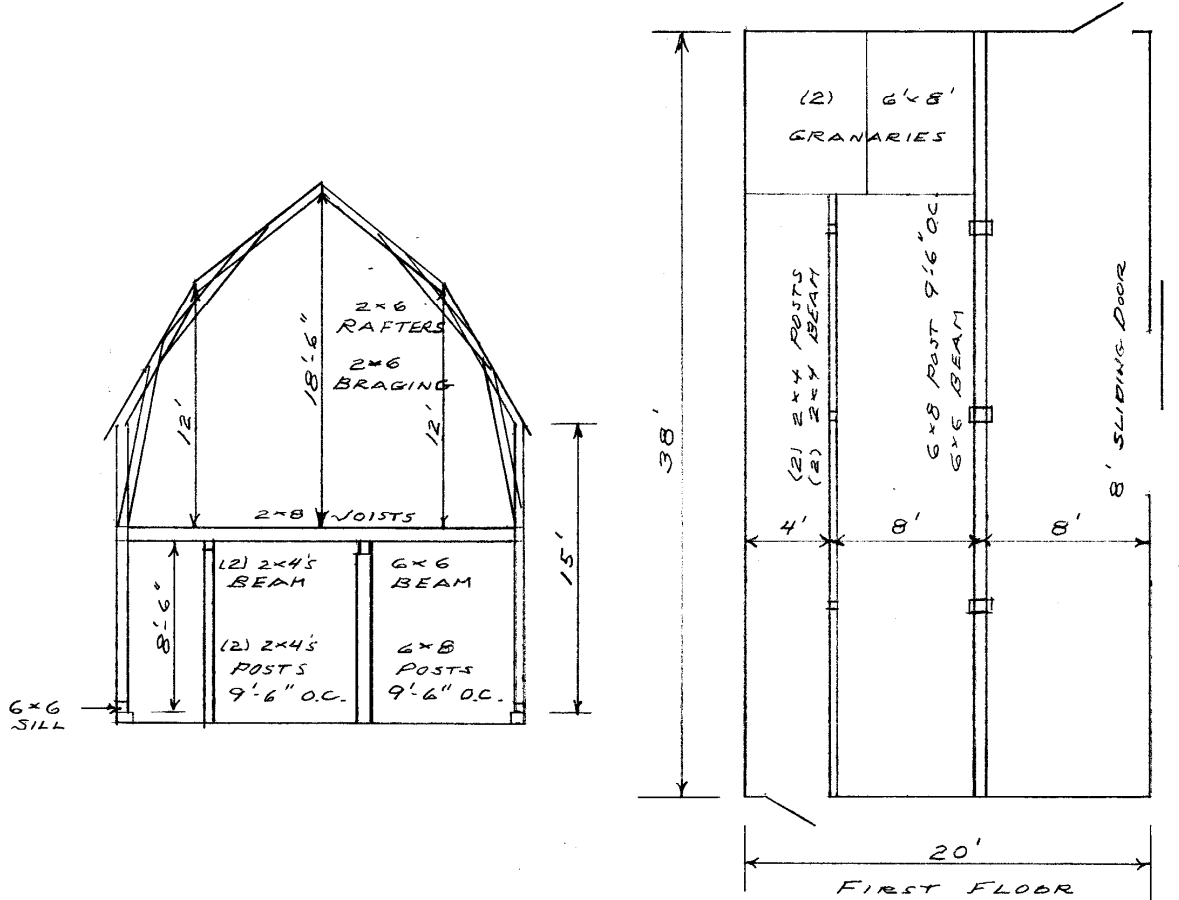 2×6
RAFTERS
2×6
BRAGING
18'-6"
12'
12'
2×8 JOISTS
(2) 2×4's
BEAM
6×6
BEAM
8'-6"
15'
(2) 2×4's
POSTS
9'-6" O.C.
6×8
POSTS
9'-6" O.C.
6×6
SILL
(2) 6'×8'
GRANARIES
38'
(2) 2×4 POSTS
(2) 2×4 BEAM
6×8 POST 9'-6" O.C.
6×6 BEAM
8' SLIDING DOOR
4' 8' 8'
20'
FIRST FLOOR